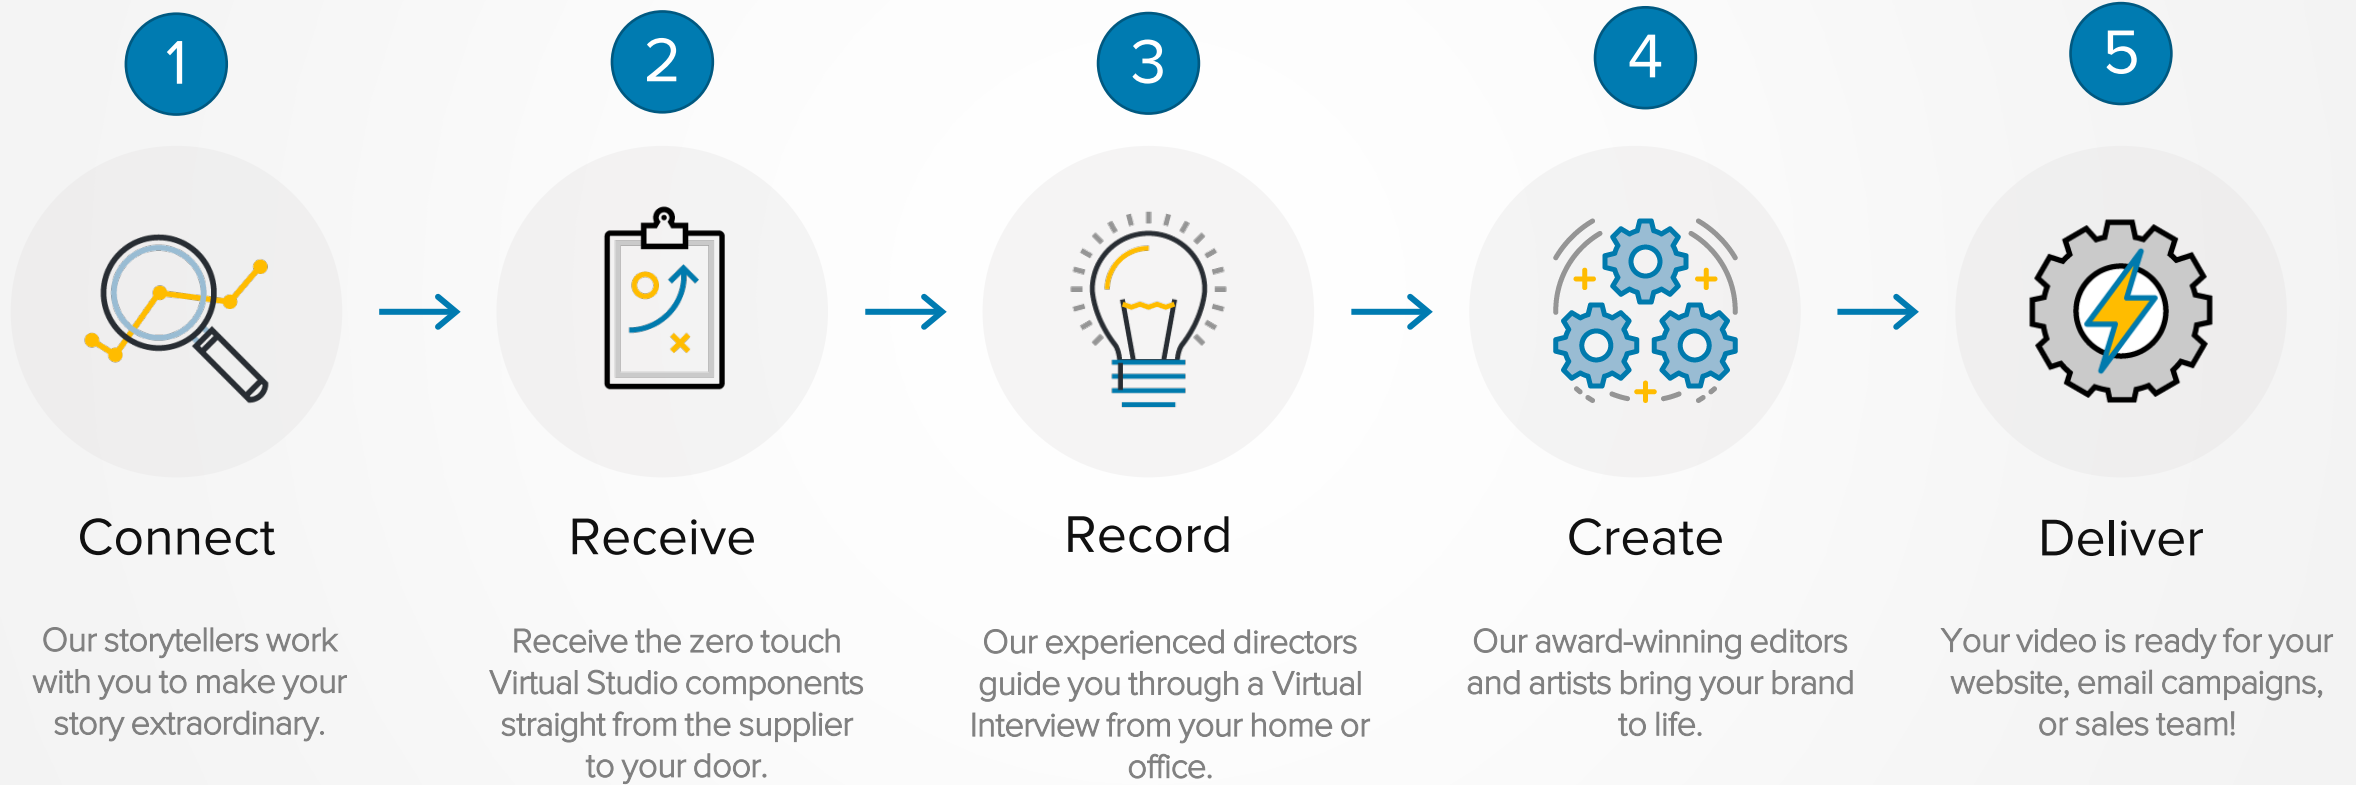 1
2
3
4
5
Connect
Our storytellers work
with you to make your
story extraordinary.
Receive
Receive the zero touch
Virtual Studio components
straight from the supplier
to your door.
Record
Our experienced directors
guide you through a Virtual
Interview from your home or
office.
Create
Our award-winning editors
and artists bring your brand
to life.
Deliver
Your video is ready for your
website, email campaigns,
or sales team!